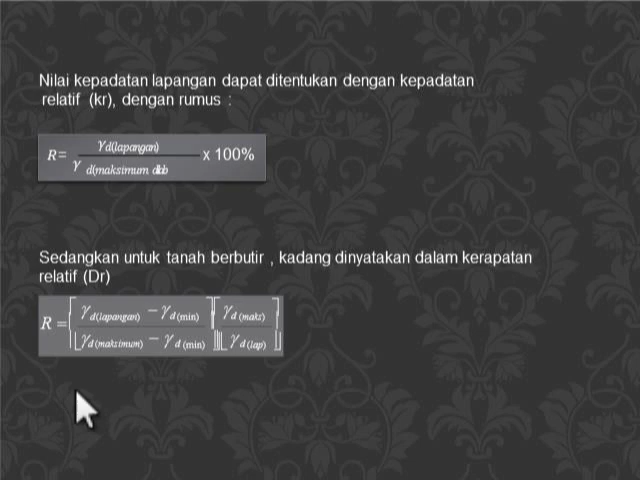 Nilai kepadatan lapangan dapat ditentukan dengan kepadatan
relatif (kr), dengan rumus :
R= γd(lapangan) x 100%
γ d(maksimum
Sedangkan untuk tanah berbutir , kadang dinyatakan dalam kerapatan
relatif (Dr)
R = [ γd(lapangan) − γd(min) ] [ γd(maks) ]
[ γd(maksimum) − γd(min) ] [ γd(lap) ]